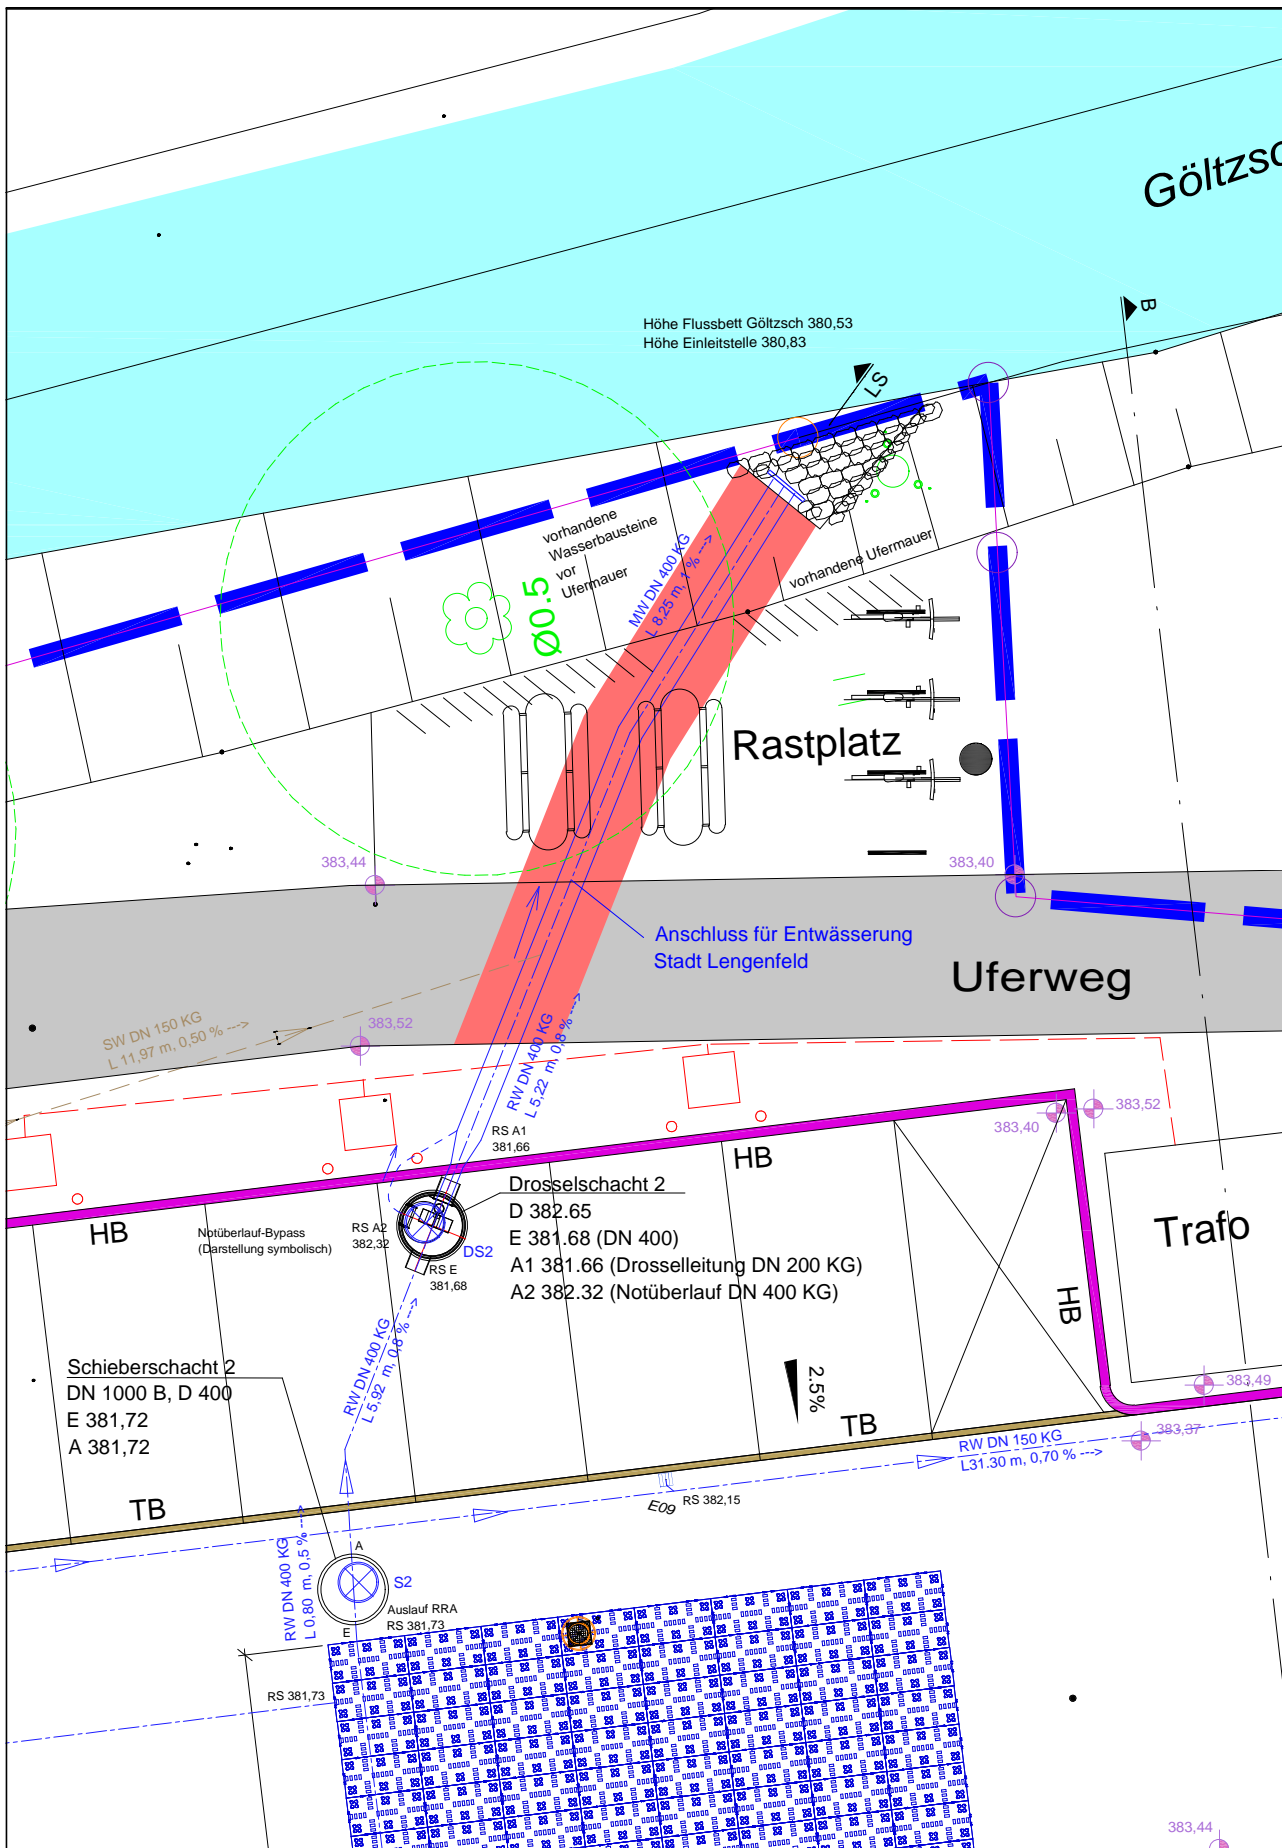 Göltzsc
B
Höhe Flussbett Göltzsch 380,53
Höhe Einleitstelle 380,83
LS
vorhandene
Wasserbausteine
vor
Ufermauer
Ø0.5
MW DN 400 KG
L 8,25 m, 1 % --->
vorhandene Ufermauer
Rastplatz
383,44
383,40
Anschluss für Entwässerung
Stadt Lengenfeld
Uferweg
SW DN 150 KG
L 11,97 m, 0,50 % --->
383,52
RW DN 400 KG
L 5,22 m, 0,8 % --->
383,52
383,40
RS A1
381,66
HB
HB
Drosselschacht 2
D 382.65
E 381.68 (DN 400)
A1 381.66 (Drosselleitung DN 200 KG)
A2 382.32 (Notüberlauf DN 400 KG)
Notüberlauf-Bypass
(Darstellung symbolisch)
RS A2
382,32
DS2
RS E
381,68
Trafo
HB
RW DN 400 KG
L 5,92 m, 0,8 % --->
Schieberschacht 2
DN 1000 B, D 400
E 381,72
A 381,72
2.5%
383,49
383,37
TB
RW DN 150 KG
L31.30 m, 0,70 % --->
TB
E09
RS 382,15
RW DN 400 KG
L 0,80 m, 0,5 % --->
A
S2
Auslauf RRA
RS 381,73
E
RS 381,73
383,44